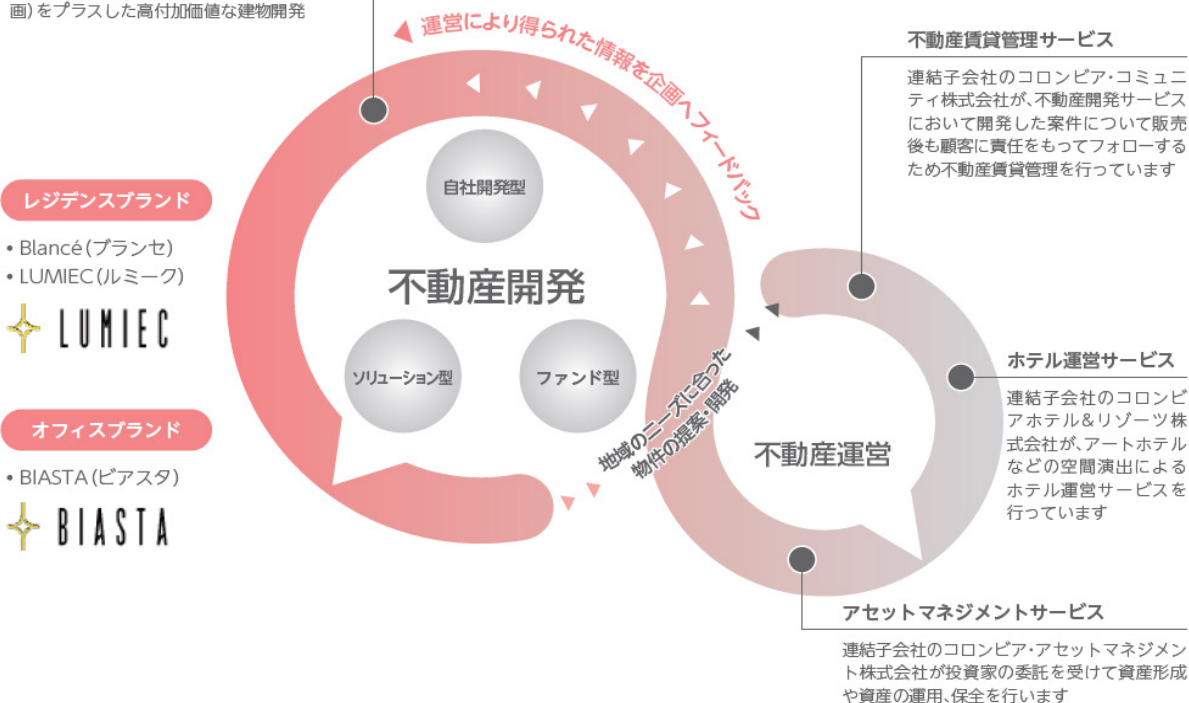 画)をプラスした高付加価値な建物開発
運営により得られた情報を企画へフィードバック
レジデンスブランド
• Blancé(ブランセ)
• LUMIEC(ルミーク)
LUMIEC
オフィスブランド
• BIASTA(ビアスタ)
BIASTA
自社開発型
不動産開発
ソリューション型
ファンド型
地域のニーズに合った
物件の提案・開発
不動産運営
不動産賃貸管理サービス
連結子会社のコロンビア・コミュニ
ティ株式会社が、不動産開発サービス
において開発した案件について販売
後も顧客に責任をもってフォローする
ため不動産賃貸管理を行っています
ホテル運営サービス
連結子会社のコロンビ
アホテル&リゾーツ株
式会社が、アートホテル
などの空間演出による
ホテル運営サービスを
行っています
アセットマネジメントサービス
連結子会社のコロンビア・アセットマネジメン
ト株式会社が投資家の委託を受けて資産形成
や資産の運用、保全を行います